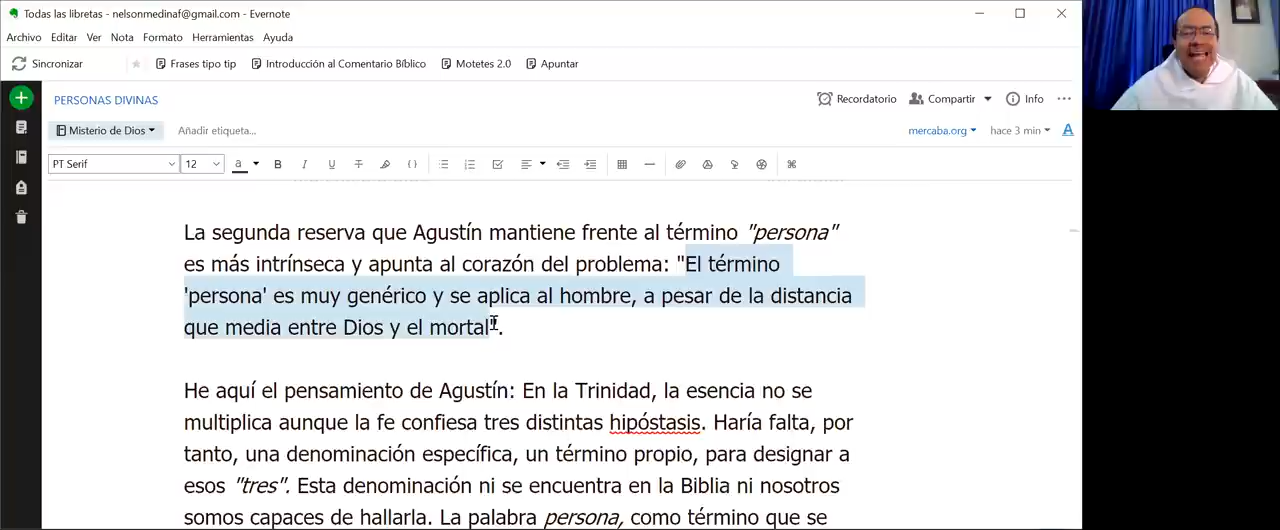 Todas las libretas - nelsonmedinaf@gmail.com - Evernote
Archivo Editar Ver Nota Formato Herramientas Ayuda
Sincronizar Frases tipo tip Introducción al Comentario Bíblico Motetes 2.0 Apuntar
PERSONAS DIVINAS Recordatorio Compartir Info
Misterio de Dios Añadir etiqueta... mercaba.org hace 3 min
PT Serif 12
La segunda reserva que Agustín mantiene frente al término "persona"
es más intrínseca y apunta al corazón del problema: "El término
'persona' es muy genérico y se aplica al hombre, a pesar de la distancia
que media entre Dios y el mortal".
He aquí el pensamiento de Agustín: En la Trinidad, la esencia no se
multiplica aunque la fe confiesa tres distintas hipóstasis. Haría falta, por
tanto, una denominación específica, un término propio, para designar a
esos "tres". Esta denominación ni se encuentra en la Biblia ni nosotros
somos capaces de hallarla. La palabra persona, como término que se